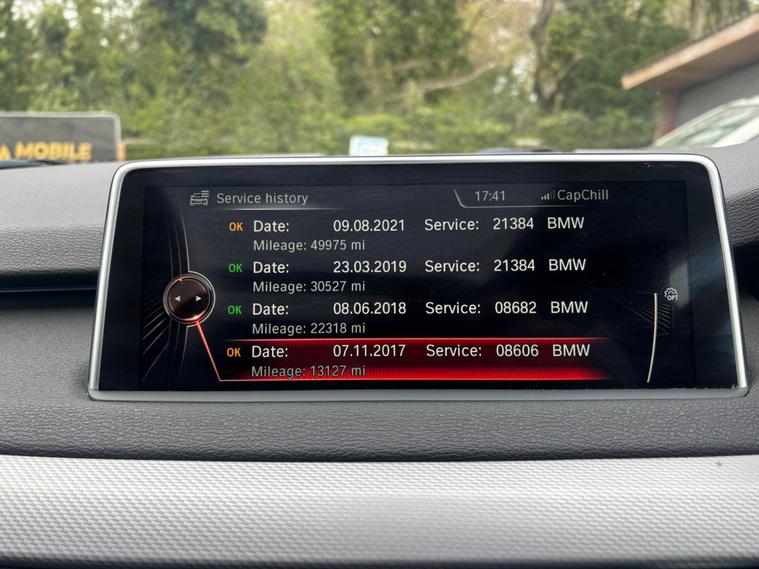 A MOBILE
Service history 17:41 CapChill
OK Date: 09.08.2021 Service: 21384 BMW
Mileage: 49975 mi
OK Date: 23.03.2019 Service: 21384 BMW
Mileage: 30527 mi
OK Date: 08.06.2018 Service: 08682 BMW
Mileage: 22318 mi
OK Date: 07.11.2017 Service: 08606 BMW
Mileage: 13127 mi
OPT